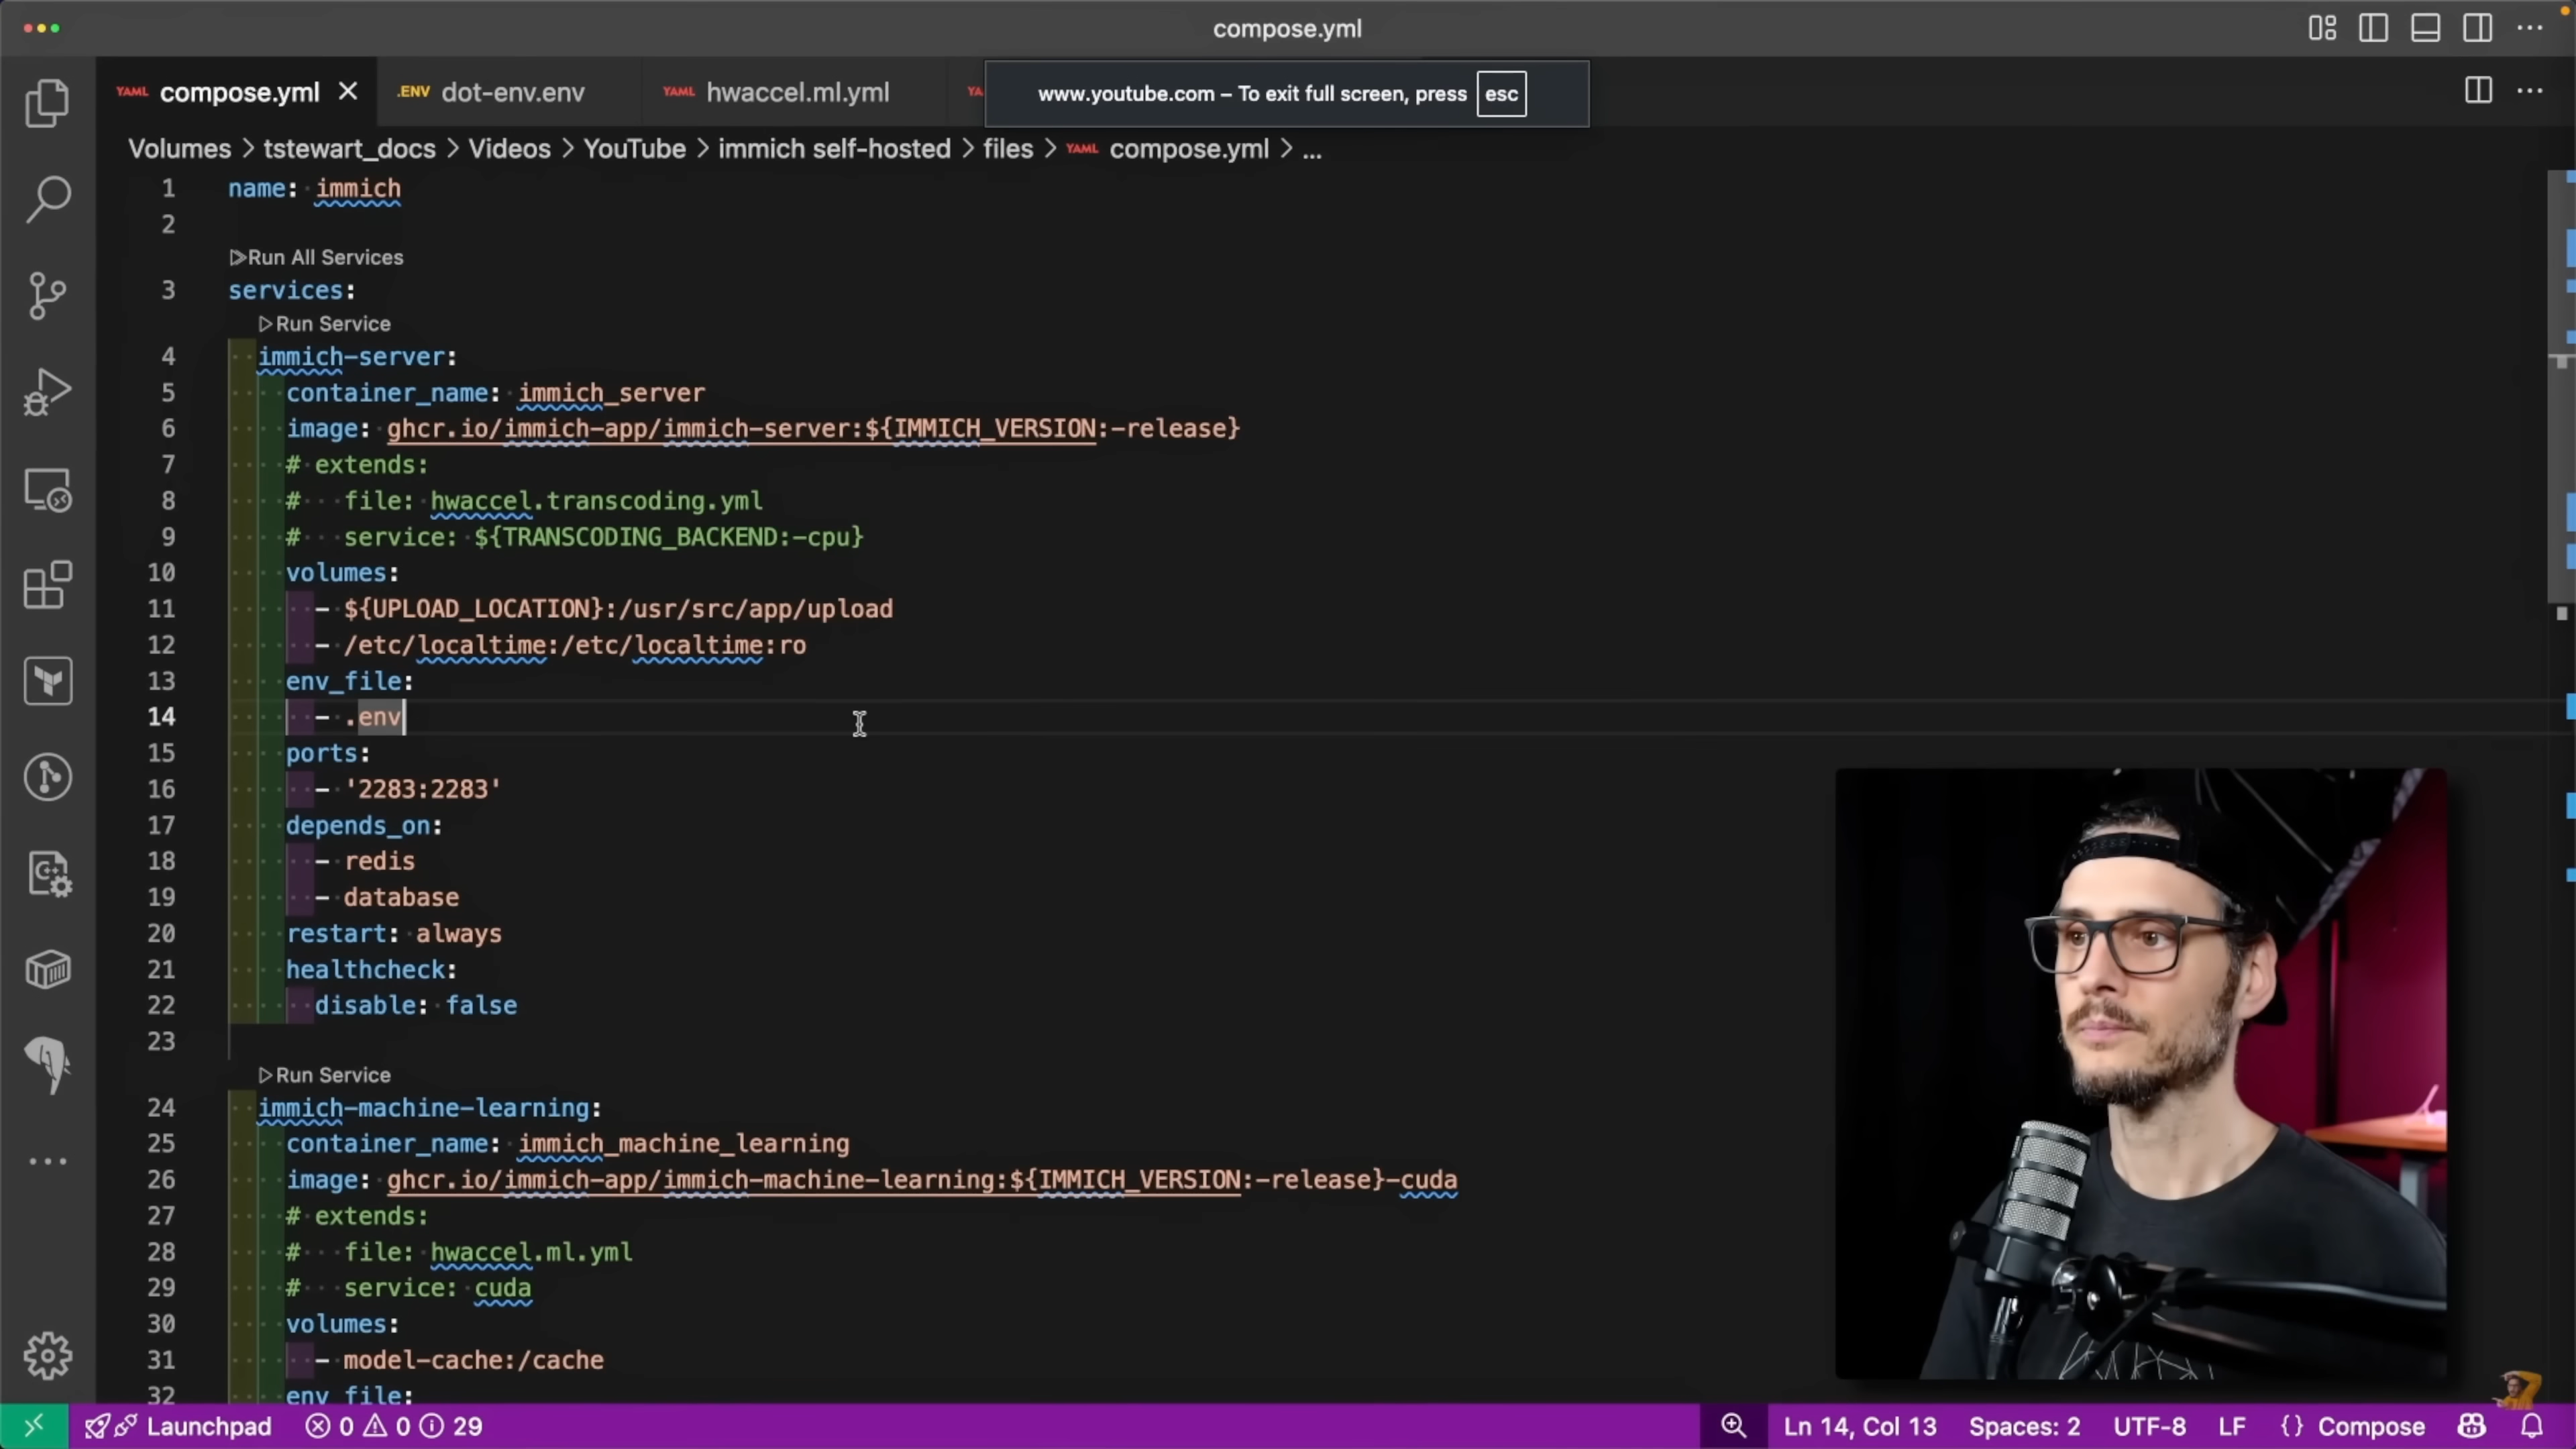 compose.yml
YAML compose.yml .ENV dot-env.env YAML hwaccel.ml.yml
www.youtube.com – To exit full screen, press esc
Volumes > tstewart_docs > Videos > YouTube > immich self-hosted > files > YAML compose.yml > ...
1 name: immich
2
Run All Services
3 services:
Run Service
4 immich-server:
5 container_name: immich_server
6 image: ghcr.io/immich-app/immich-server:${IMMICH_VERSION:-release}
7 # extends:
8 # file: hwaccel.transcoding.yml
9 # service: ${TRANSCODING_BACKEND:-cpu}
10 volumes:
11 - ${UPLOAD_LOCATION}:/usr/src/app/upload
12 - /etc/localtime:/etc/localtime:ro
13 env_file:
14 - .env
15 ports:
16 - '2283:2283'
17 depends_on:
18 - redis
19 - database
20 restart: always
21 healthcheck:
22 disable: false
23
Run Service
24 immich-machine-learning:
25 container_name: immich_machine_learning
26 image: ghcr.io/immich-app/immich-machine-learning:${IMMICH_VERSION:-release}-cuda
27 # extends:
28 # file: hwaccel.ml.yml
29 # service: cuda
30 volumes:
31 - model-cache:/cache
32 env_file:
Launchpad 0 0 29 Ln 14, Col 13 Spaces: 2 UTF-8 LF {} Compose